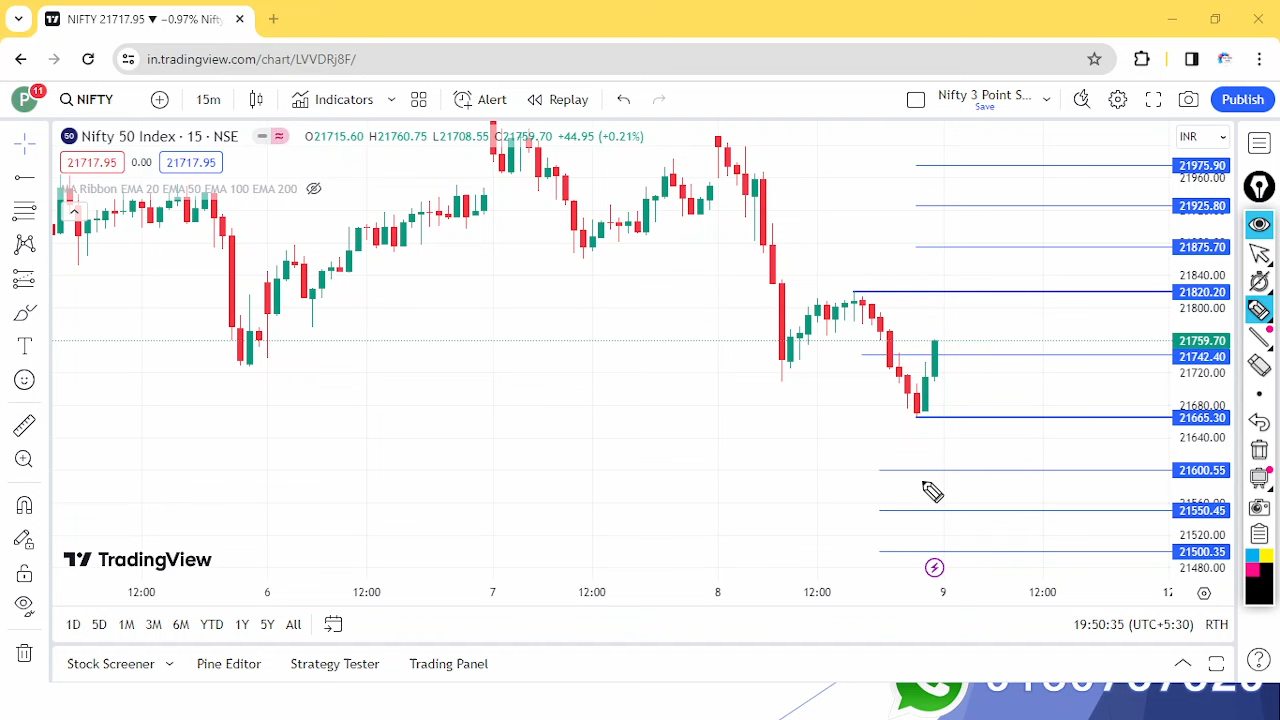 NIFTY 21717.95 ▼ −0.97% Nifty
in.tradingview.com/chart/LVVDRj8F/
P
11
NIFTY
15m
Indicators
Alert
Replay
Nifty 3 Point S...
Save
Publish
50
Nifty 50 Index · 15 · NSE
O21715.60 H21760.75 L21708.55 C21759.70 +44.95 (+0.21%)
INR
21717.95
0.00
21717.95
MA Ribbon EMA 20 EMA 50 EMA 100 EMA 200
21975.90
21960.00
21925.80
21875.70
21840.00
21820.20
21800.00
21759.70
21742.40
21720.00
21680.00
21665.30
21640.00
21600.55
21560.00
21550.45
21520.00
21500.35
21480.00
TradingView
12:00
6
12:00
7
12:00
8
12:00
9
12:00
1D
5D
1M
3M
6M
YTD
1Y
5Y
All
19:50:35 (UTC+5:30)
RTH
Stock Screener
Pine Editor
Strategy Tester
Trading Panel